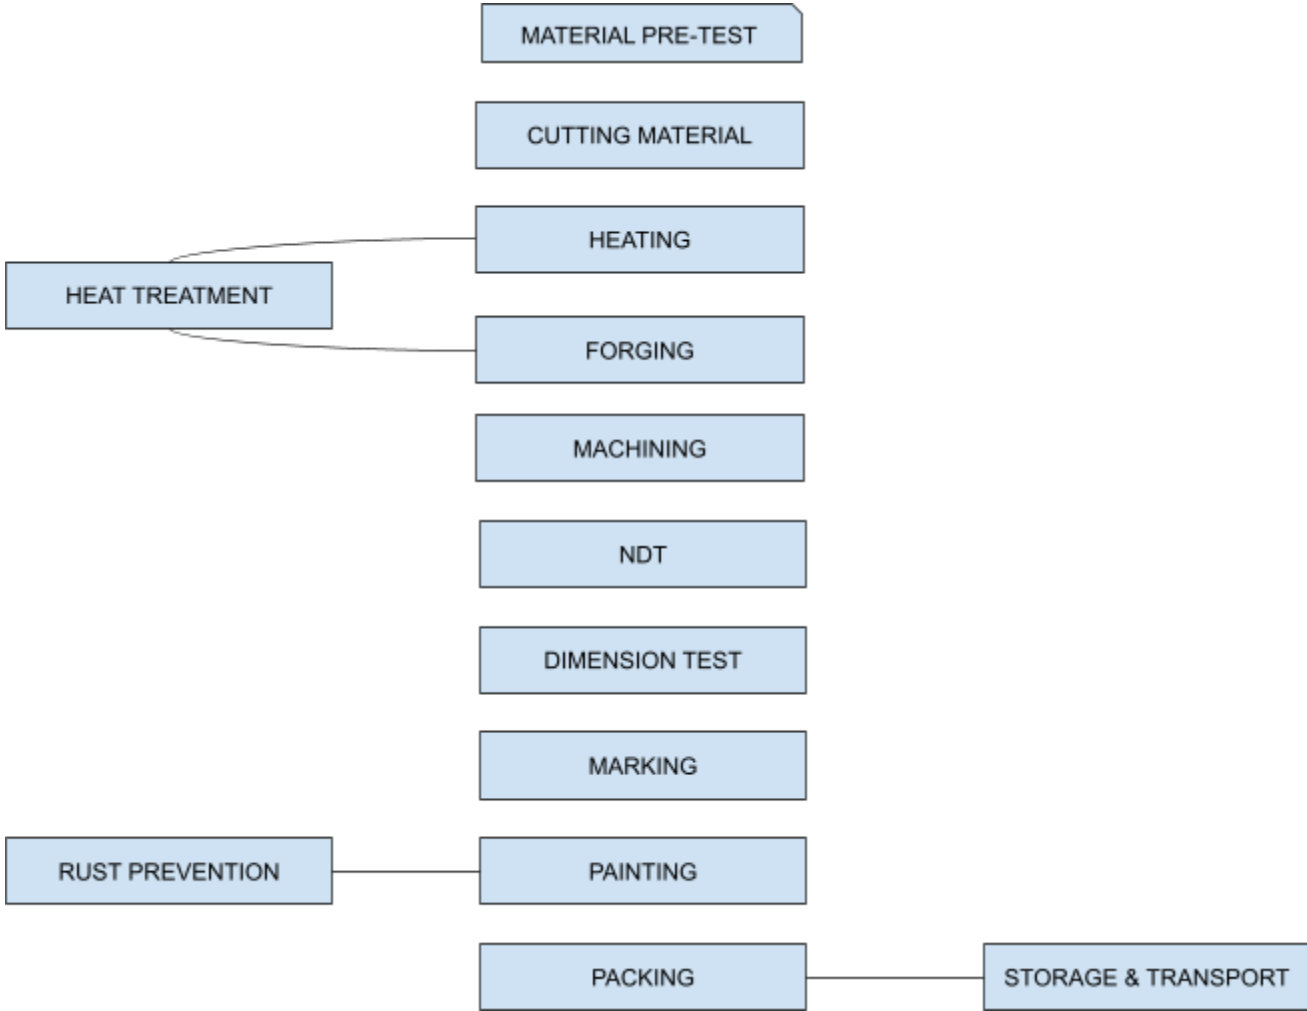 MATERIAL PRE-TEST
CUTTING MATERIAL
HEATING
HEAT TREATMENT
FORGING
MACHINING
NDT
DIMENSION TEST
MARKING
RUST PREVENTION
PAINTING
PACKING
STORAGE & TRANSPORT